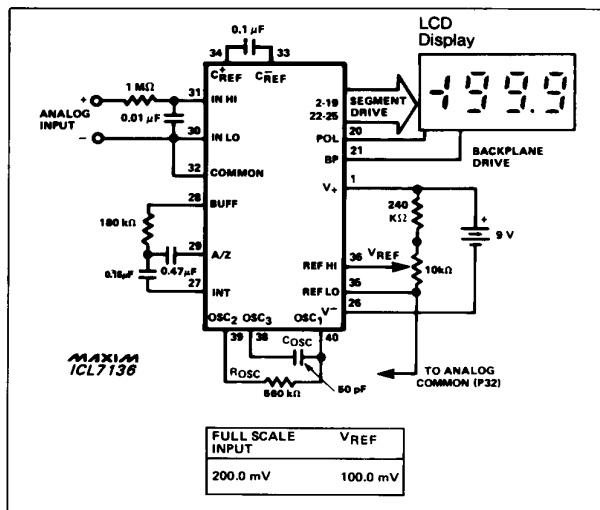 0.1 µF
34 33
C+REF C-REF
LCD
Display
-199.9
1 MΩ
31 IN HI
+
ANALOG
INPUT
0.01 µF
-
30 IN LO
32 COMMON
2-19
22-25
SEGMENT
DRIVE
POL 20
BP 21
BACKPLANE
DRIVE
V+ 1
28 BUFF
180 kΩ
29 A/Z
0.47µF
27 INT
240
KΩ
+
9 V
REF HI 36
VREF
10kΩ
REF LO 35
V- 26
OSC2 OSC3 OSC1
39 38 40
COSC
ROSC
560 kΩ
50 pF
MAXIM
ICL7136
TO ANALOG
COMMON (P32)
FULL SCALE
INPUT
VREF
200.0 mV 100.0 mV